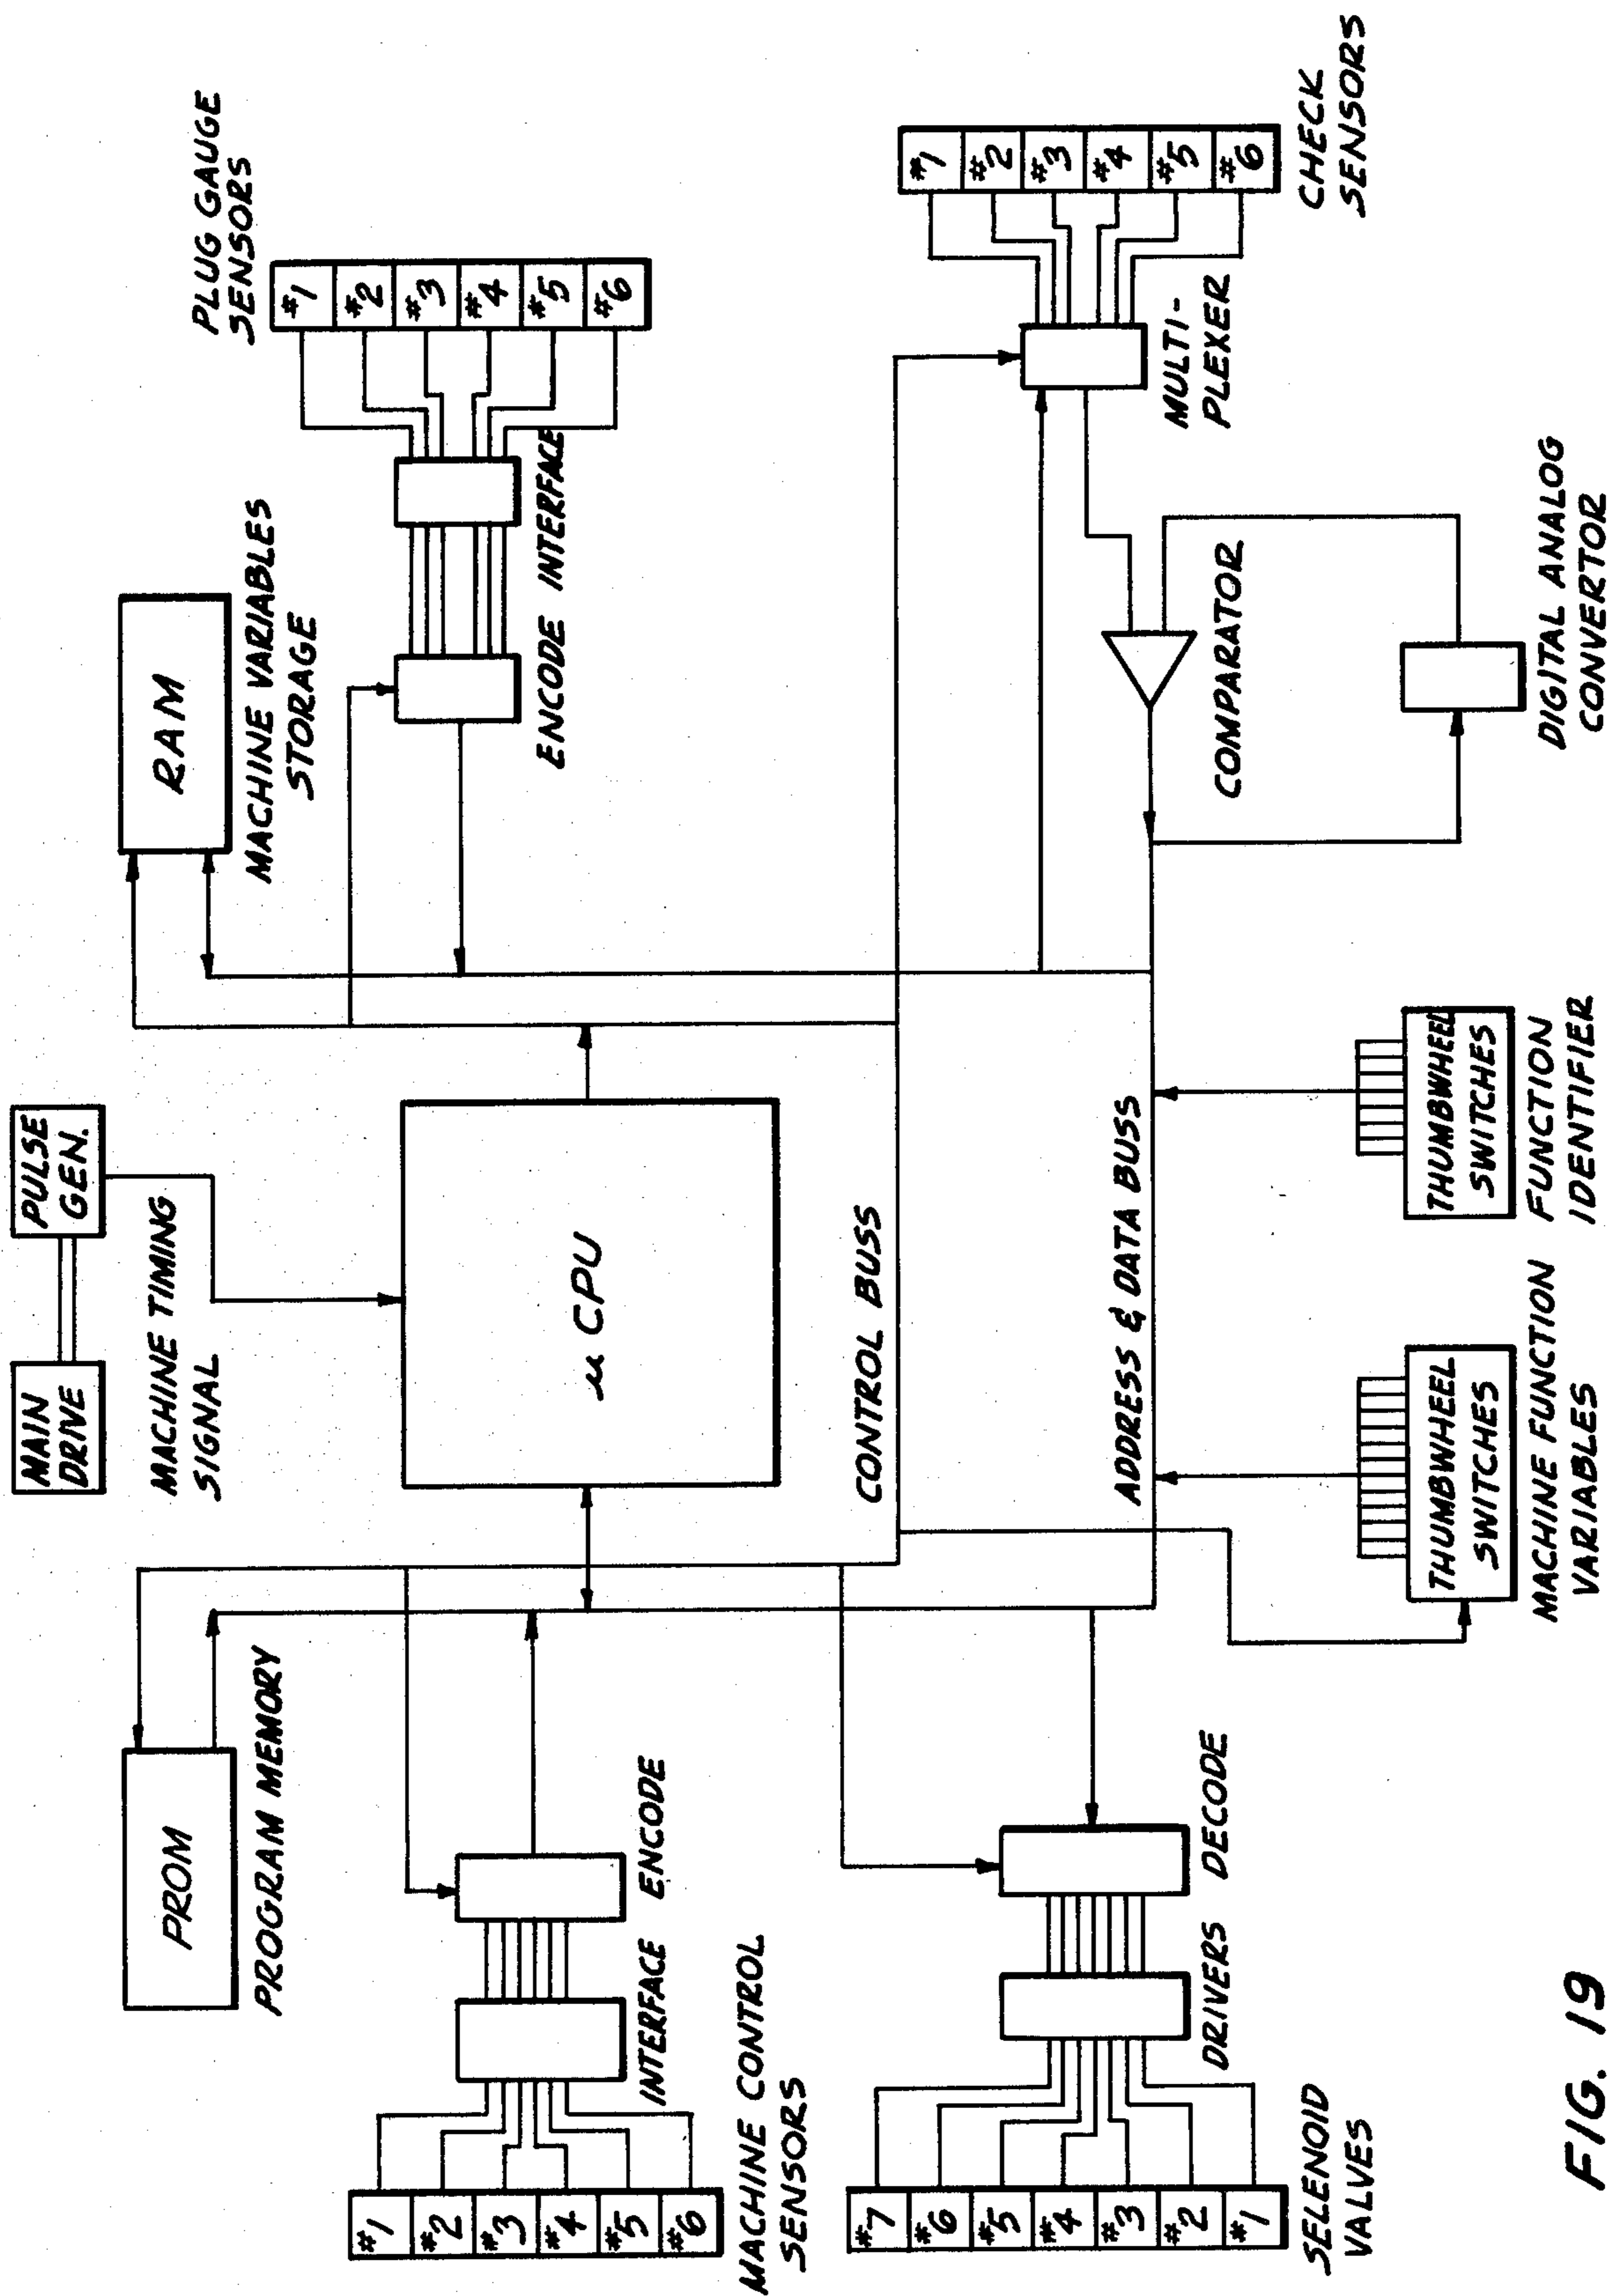 MAIN
DRIVE
PULSE
GEN.
MACHINE TIMING
SIGNAL
PROM
PROGRAM MEMORY
RAM
MACHINE VARIABLES
STORAGE
PLUG GAUGE
SENSORS
#1
#2
#3
#4
#5
#6
ENCODE INTERFACE
µ CPU
#1
#2
#3
#4
#5
#6
INTERFACE ENCODE
MACHINE CONTROL
SENSORS
CONTROL BUSS
#7
#6
#5
#4
#3
#2
#1
DRIVERS DECODE
SELENOID
VALVES
ADDRESS & DATA BUSS
#1
#2
#3
#4
#5
#6
CHECK
SENSORS
MULTI-
PLEXER
COMPARATOR
THUMBWHEEL
SWITCHES
MACHINE FUNCTION
VARIABLES
THUMBWHEEL
SWITCHES
FUNCTION
IDENTIFIER
DIGITAL ANALOG
CONVERTOR
FIG. 19